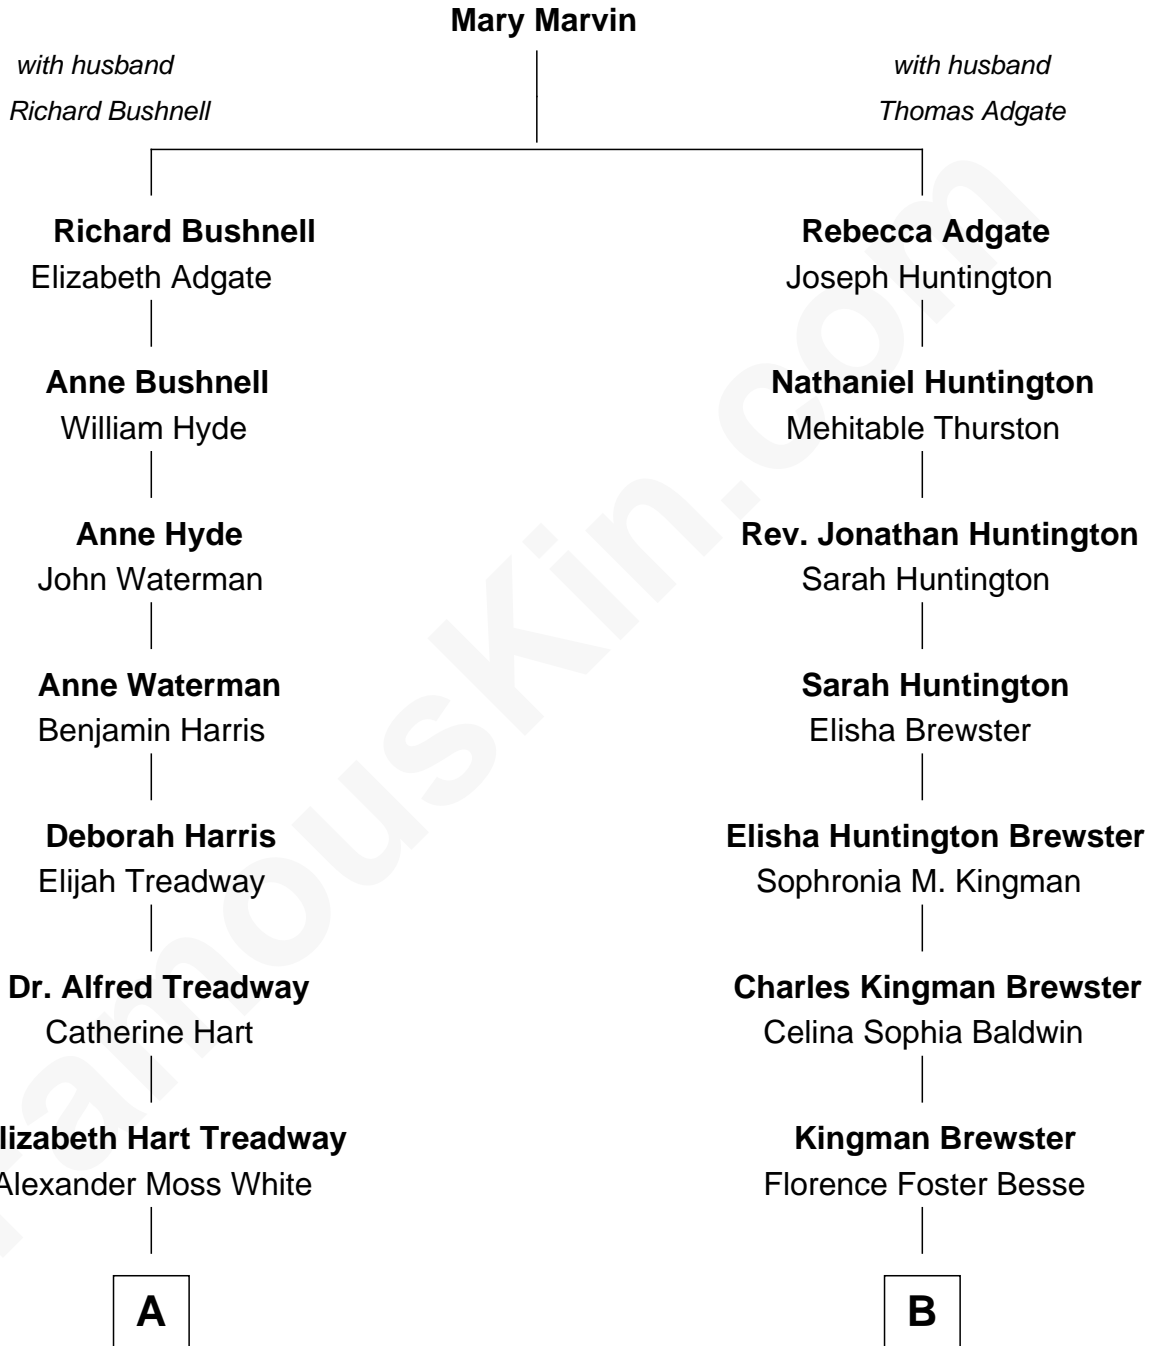 Mary Marvin
with husband
Richard Bushnell
with husband
Thomas Adgate
Richard Bushnell
Elizabeth Adgate
Rebecca Adgate
Joseph Huntington
Anne Bushnell
William Hyde
Nathaniel Huntington
Mehitable Thurston
Anne Hyde
John Waterman
Rev. Jonathan Huntington
Sarah Huntington
Anne Waterman
Benjamin Harris
Sarah Huntington
Elisha Brewster
Deborah Harris
Elijah Treadway
Elisha Huntington Brewster
Sophronia M. Kingman
Dr. Alfred Treadway
Catherine Hart
Charles Kingman Brewster
Celina Sophia Baldwin
lizabeth Hart Treadway
Alexander Moss White
Kingman Brewster
Florence Foster Besse
A
B
FamousKin.com